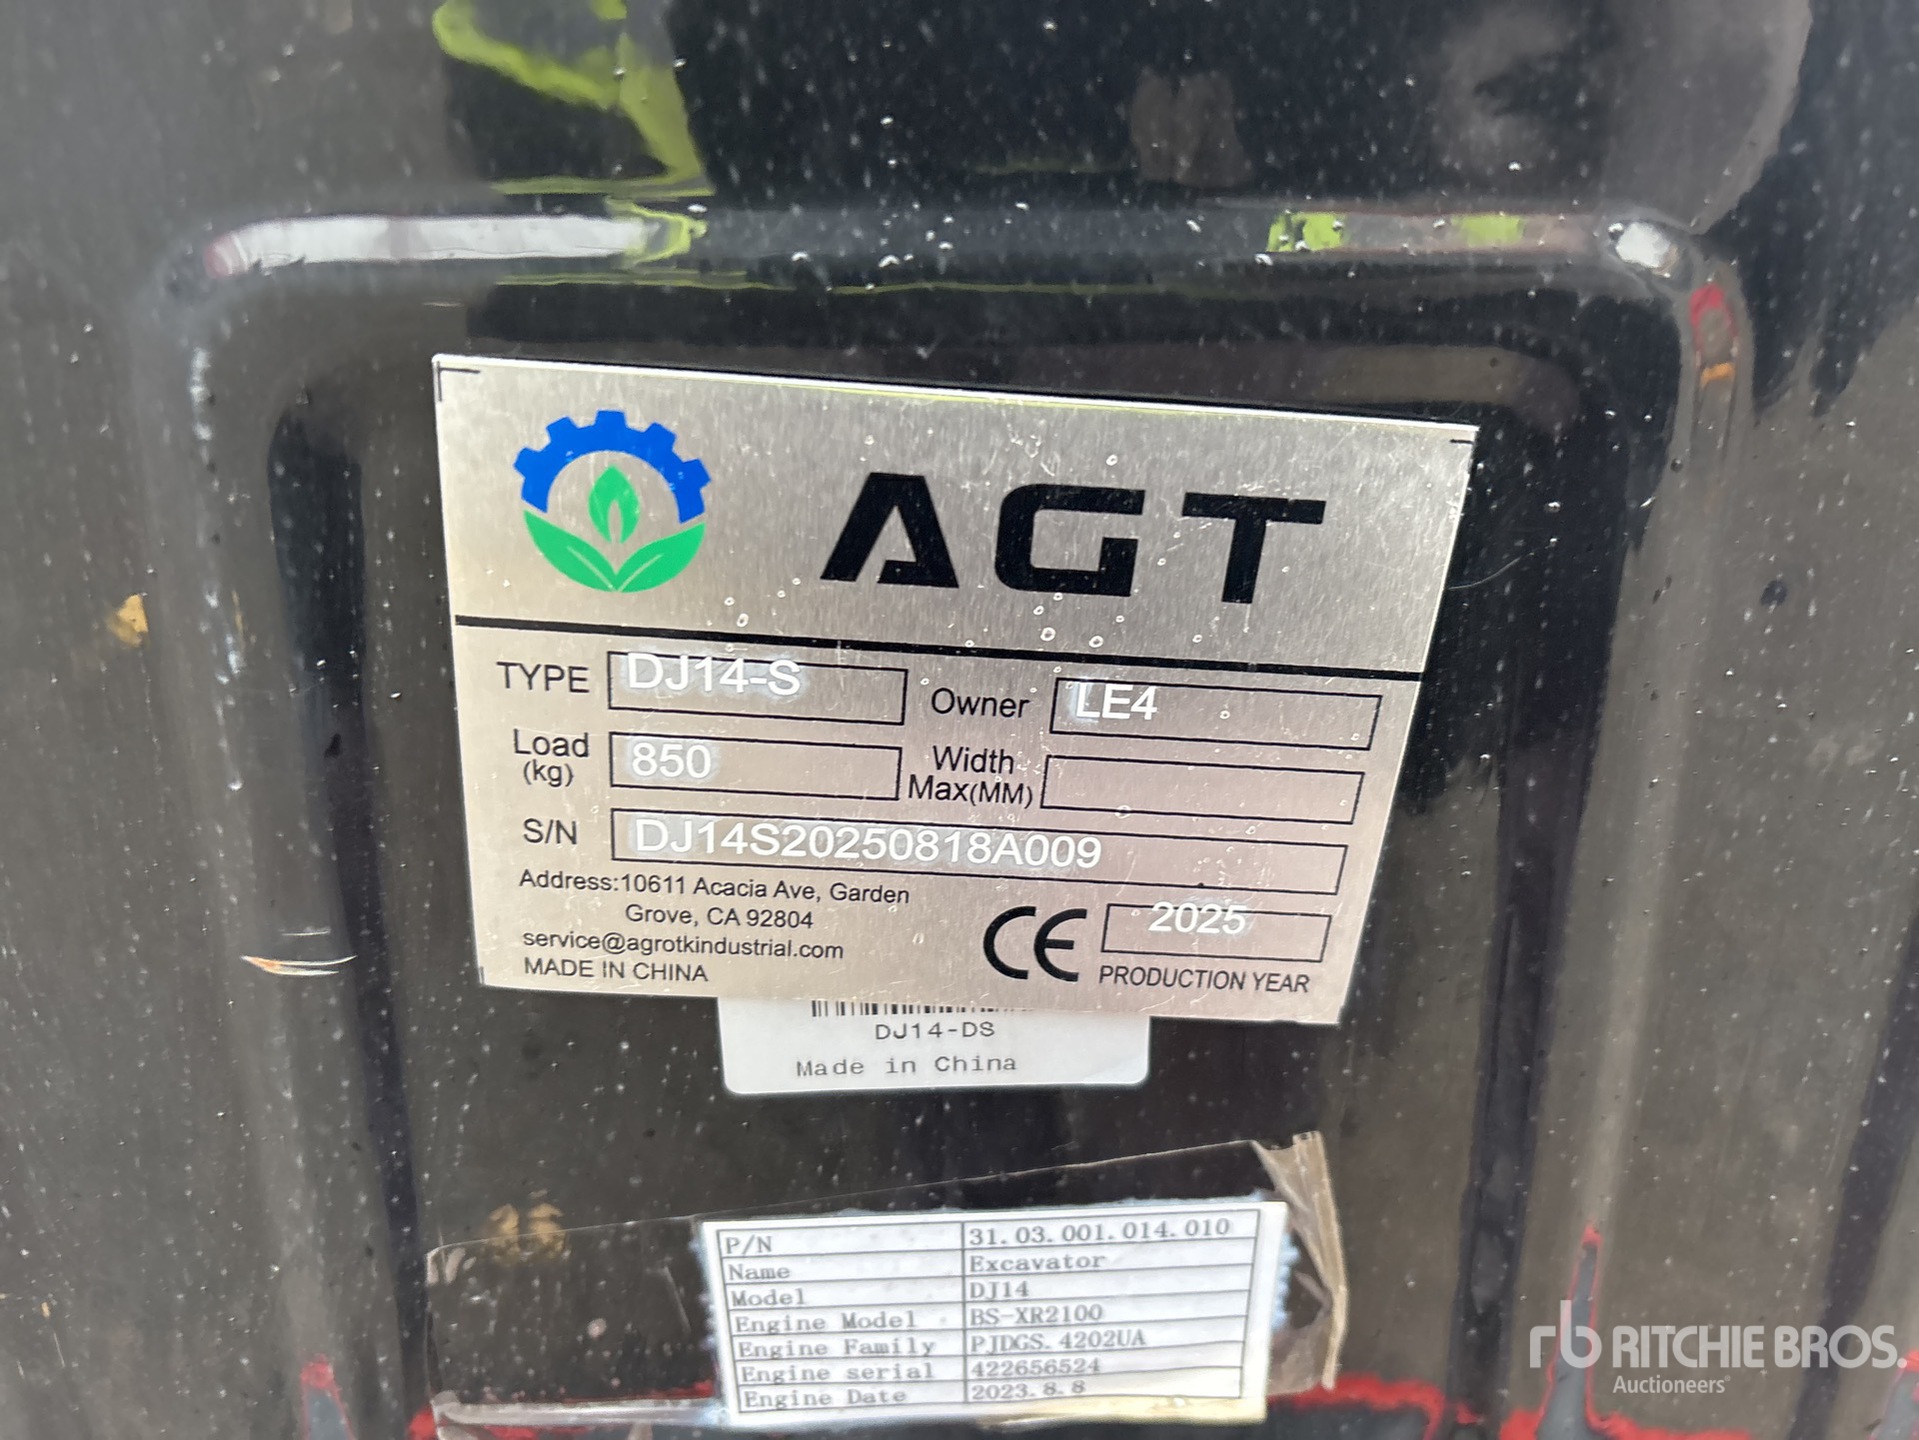 AGT
TYPE DJ14-S Owner LE4
Load (kg) 850 Width Max(MM)
S/N DJ14S20250818A009
Address:10611 Acacia Ave, Garden
Grove, CA 92804
service@agrotkindustrial.com
MADE IN CHINA
CE 2025
PRODUCTION YEAR
DJ14-DS
Made in China
P/N 31.03.001.014.010
Name Excavator
Model DJ14
Engine Model BS-XR2100
Engine Family PJDGS.4202UA
Engine serial 422656524
Engine Date 2023.8.8
rb RITCHIE BROS.
Auctioneers